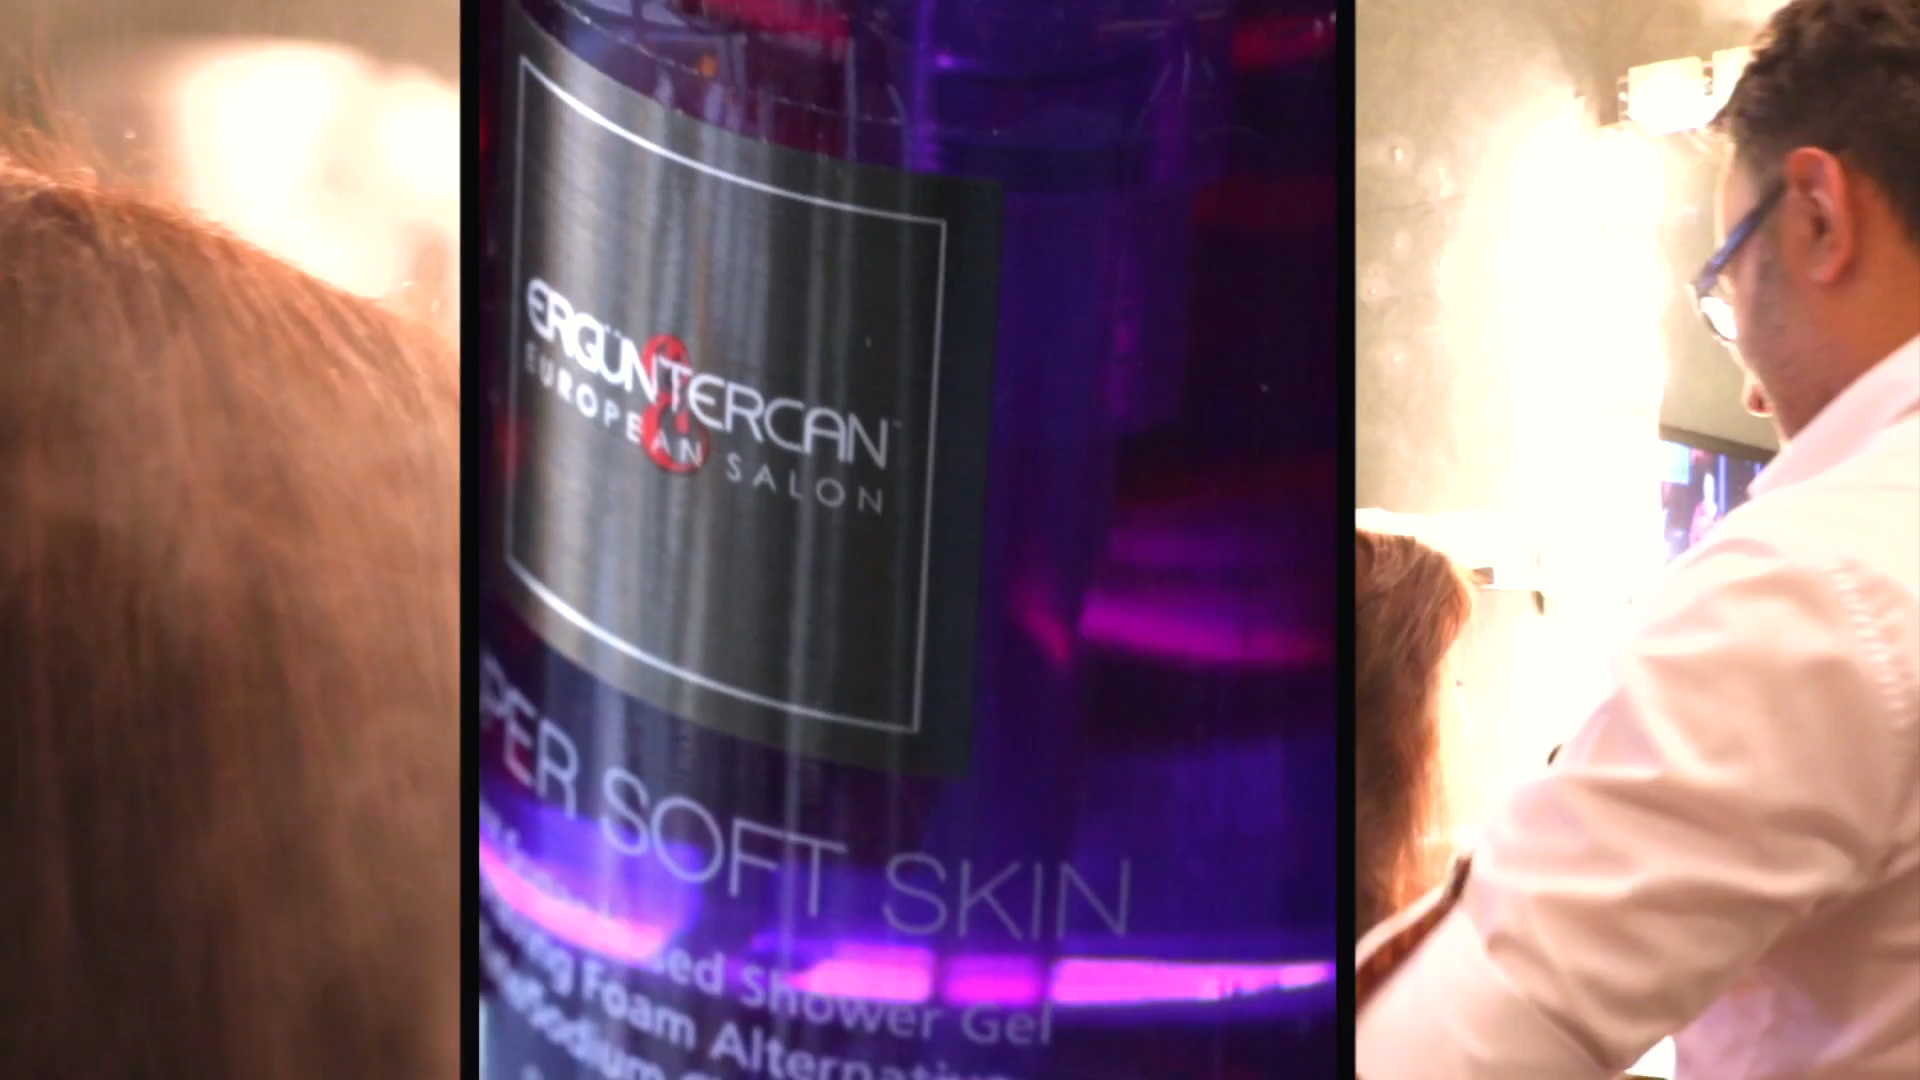 ERGÜNTERCAN™
EUROPEAN SALON
&
PER SOFT SKIN
Shower Gel
Foam Alternative